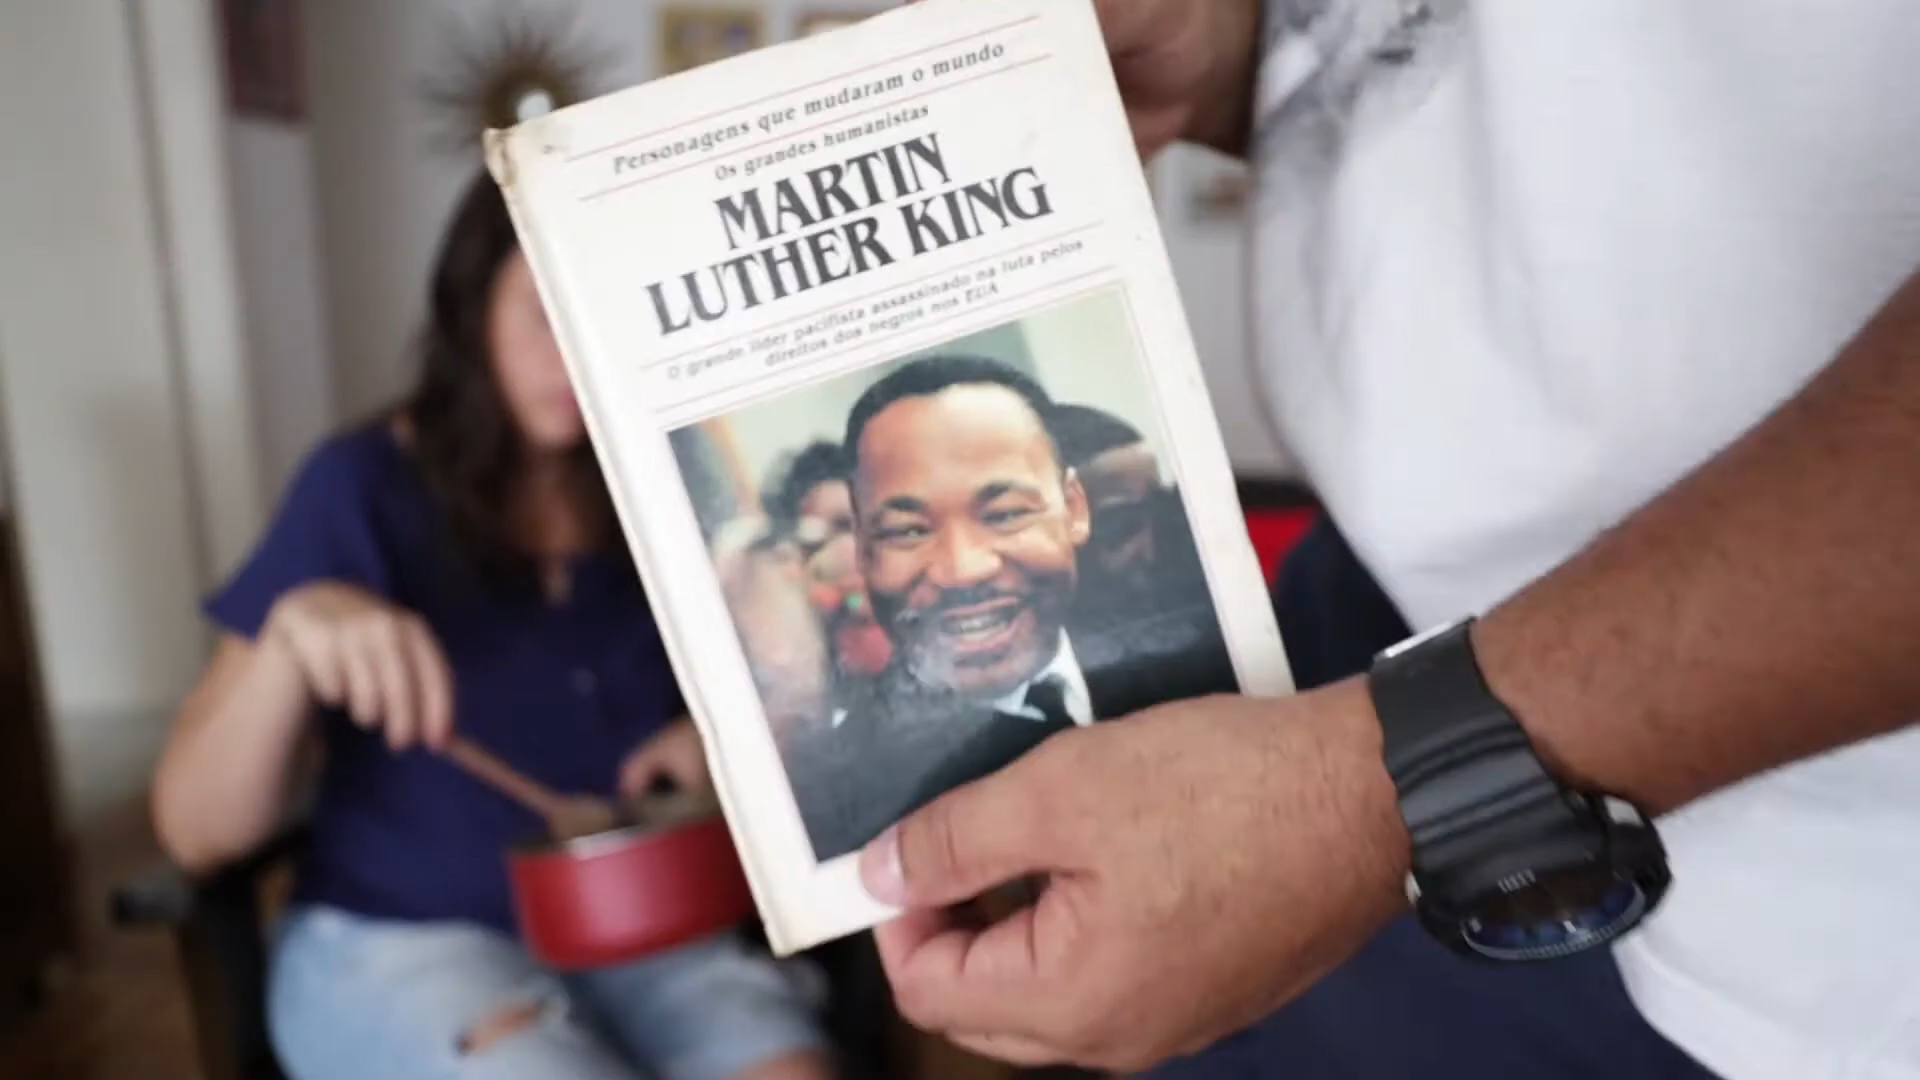 Personagens que mudaram o mundo
Os grandes humanistas
MARTIN
LUTHER KING
O grande líder pacifista assassinado na luta pelos
direitos dos negros nos EUA